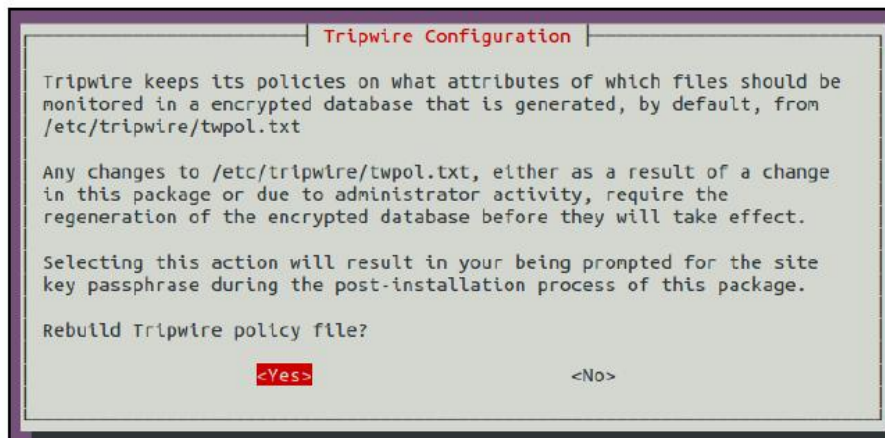 Tripwire Configuration
Tripwire keeps its policies on what attributes of which files should be
monitored in a encrypted database that is generated, by default, from
/etc/tripwire/twpol.txt
Any changes to /etc/tripwire/twpol.txt, either as a result of a change
in this package or due to administrator activity, require the
regeneration of the encrypted database before they will take effect.
Selecting this action will result in your being prompted for the site
key passphrase during the post-installation process of this package.
Rebuild Tripwire policy file?
<Yes> <No>